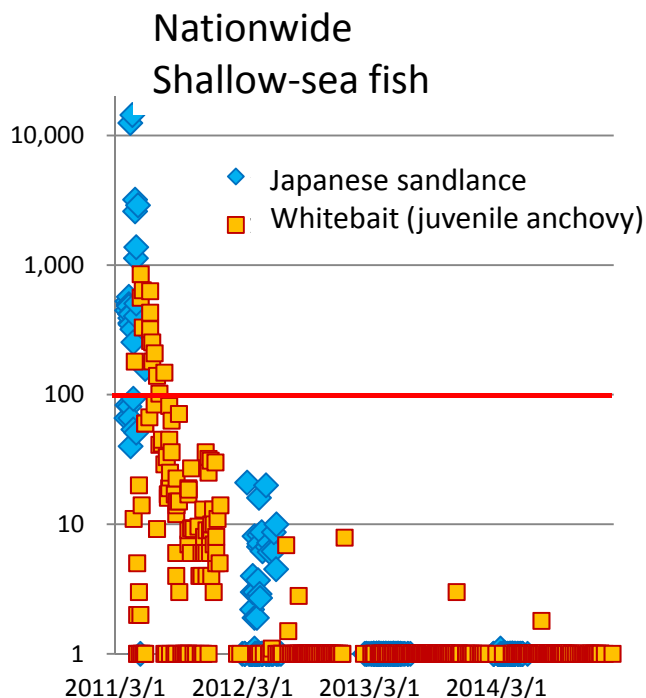 Nationwide
Shallow-sea fish
10,000
Japanese sandlance
Whitebait (juvenile anchovy)
1,000
100
10
1
2011/3/1 2012/3/1 2013/3/1 2014/3/1